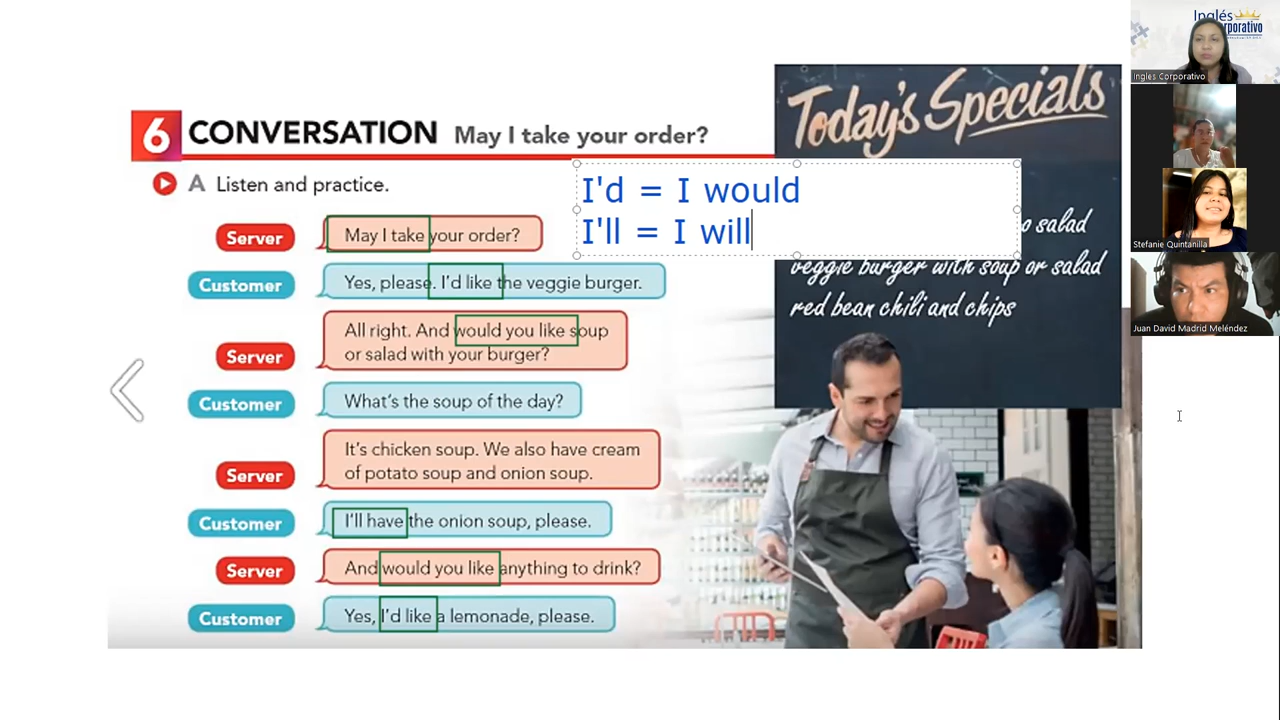 6 CONVERSATION May I take your order?
A Listen and practice.
Server
May I take your order?
Customer
Yes, please. I'd like the veggie burger.
Server
All right. And would you like soup
or salad with your burger?
Customer
What's the soup of the day?
Server
It's chicken soup. We also have cream
of potato soup and onion soup.
Customer
I'll have the onion soup, please.
Server
And would you like anything to drink?
Customer
Yes, I'd like a lemonade, please.
I'd = I would
I'll = I will
Today's Specials
salad
veggie burger with soup or salad
red bean chili and chips
Inglés
Ingles Corporativo
Stefanie Quintanilla
Juan David Madrid Meléndez